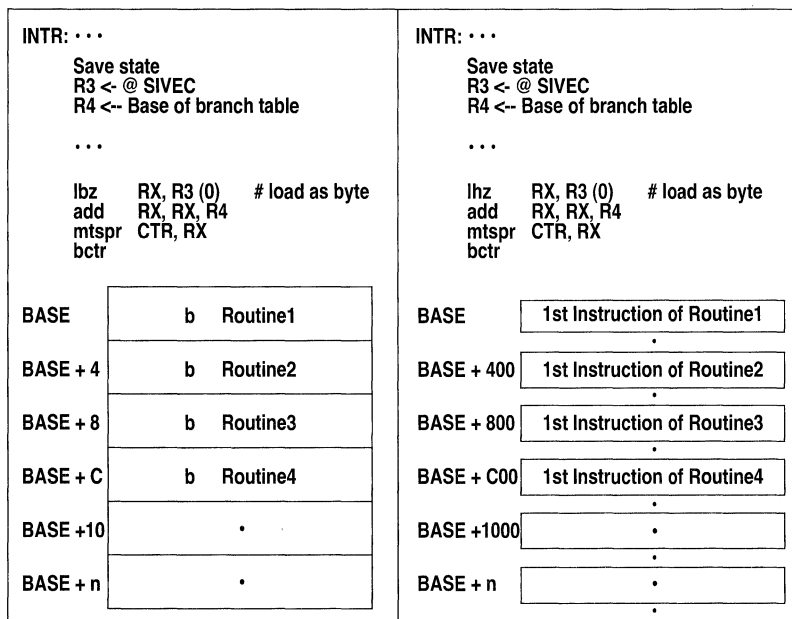 INTR: • • •
Save state
R3 <- @ SIVEC
R4 <-- Base of branch table
• • •
lbz RX, R3 (0) # load as byte
add RX, RX, R4
mtspr CTR, RX
bctr
BASE b Routine1
BASE + 4 b Routine2
BASE + 8 b Routine3
BASE + C b Routine4
BASE +10 •
BASE + n •
INTR: • • •
Save state
R3 <- @ SIVEC
R4 <-- Base of branch table
• • •
lhz RX, R3 (0) # load as byte
add RX, RX, R4
mtspr CTR, RX
bctr
BASE 1st Instruction of Routine1
•
BASE + 400 1st Instruction of Routine2
•
BASE + 800 1st Instruction of Routine3
•
BASE + C00 1st Instruction of Routine4
•
BASE +1000 •
•
BASE + n •
•